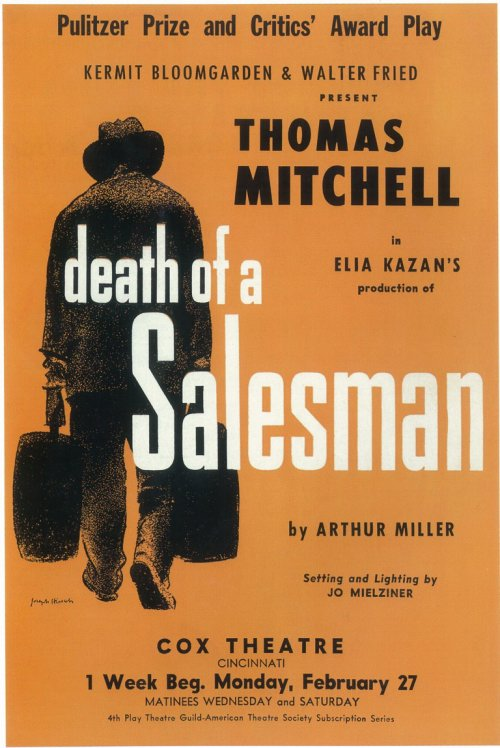 Pulitzer Prize and Critics' Award Play
KERMIT BLOOMGARDEN & WALTER FRIED
PRESENT
THOMAS
MITCHELL
in
ELIA KAZAN'S
production of
death of a
Salesman
by ARTHUR MILLER
Setting and Lighting by
JO MIELZINER
COX THEATRE
CINCINNATI
1 Week Beg. Monday, February 27
MATINEES WEDNESDAY and SATURDAY
4th Play Theatre Guild-American Theatre Society Subscription Series